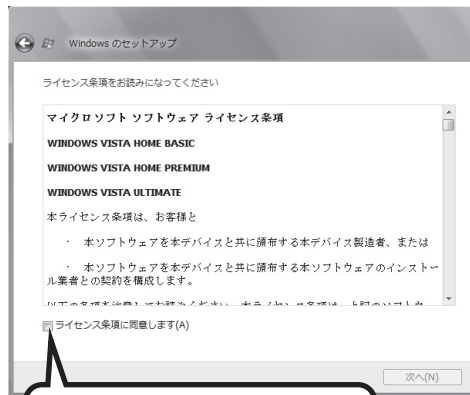 Windows のセットアップ
ライセンス条項をお読みになってください
マイクロソフト ソフトウェア ライセンス条項
WINDOWS VISTA HOME BASIC
WINDOWS VISTA HOME PREMIUM
WINDOWS VISTA ULTIMATE
本ライセンス条項は、お客様と
・ 本ソフトウェアを本デバイスと共に頒布する本デバイス製造者、または
・ 本ソフトウェアを本デバイスと共に頒布する本ソフトウェアのインストー
ル業者との契約を構成します。
ライセンス条項に同意します(A)
次へ(N)